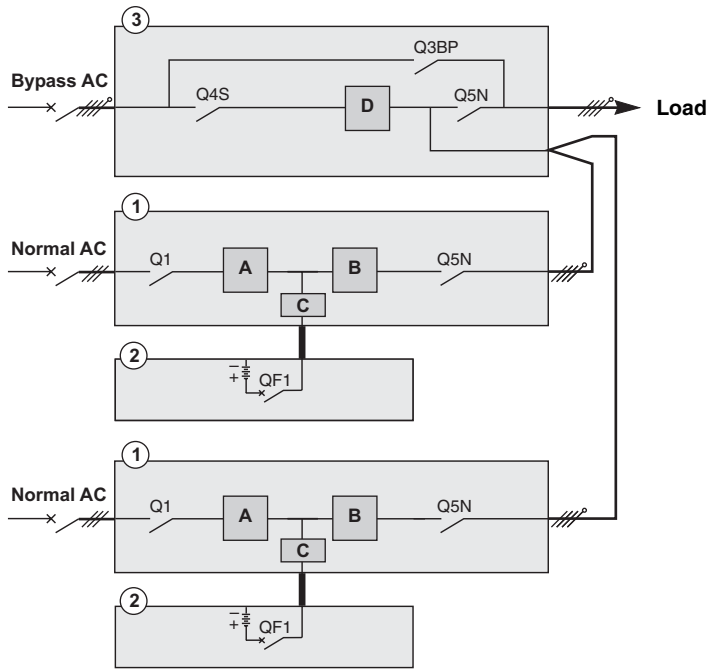 3
Q3BP
Bypass AC
Q4S
D
Q5N
Load
1
Normal AC
Q1
A
B
Q5N
C
2
−
+
QF1
1
Normal AC
Q1
A
B
Q5N
C
2
−
+
QF1